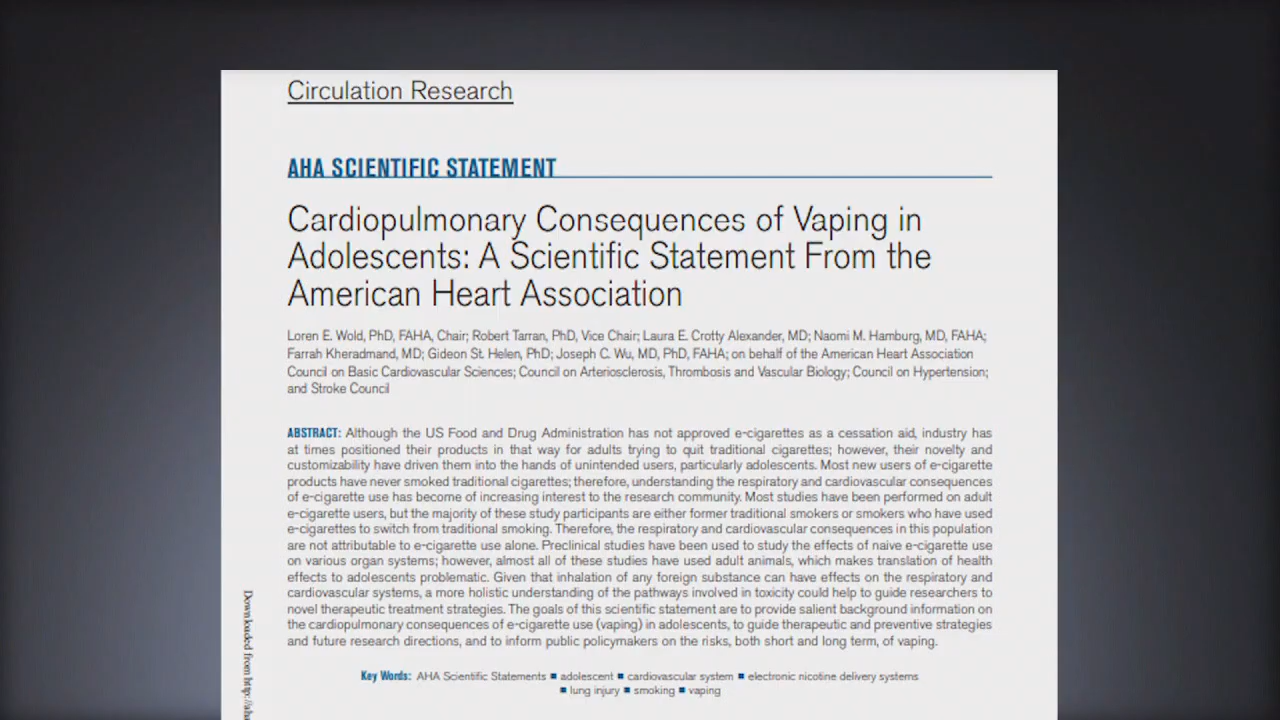 Circulation Research
AHA SCIENTIFIC STATEMENT
Cardiopulmonary Consequences of Vaping in
Adolescents: A Scientific Statement From the
American Heart Association
Loren E. Wold, PhD, FAHA, Chair; Robert Tarran, PhD, Vice Chair; Laura E. Crotty Alexander, MD; Naomi M. Hamburg, MD, FAHA;
Farrah Kheradmand, MD; Gideon St. Helen, PhD; Joseph C. Wu, MD, PhD, FAHA; on behalf of the American Heart Association
Council on Basic Cardiovascular Sciences; Council on Arteriosclerosis, Thrombosis and Vascular Biology; Council on Hypertension;
and Stroke Council
ABSTRACT: Although the US Food and Drug Administration has not approved e-cigarettes as a cessation aid, industry has
at times positioned their products in that way for adults trying to quit traditional cigarettes; however, their novelty and
customizability have driven them into the hands of unintended users, particularly adolescents. Most new users of e-cigarette
products have never smoked traditional cigarettes; therefore, understanding the respiratory and cardiovascular consequences
of e-cigarette use has become of increasing interest to the research community. Most studies have been performed on adult
e-cigarette users, but the majority of these study participants are either former traditional smokers or smokers who have used
e-cigarettes to switch from traditional smoking. Therefore, the respiratory and cardiovascular consequences in this population
are not attributable to e-cigarette use alone. Preclinical studies have been used to study the effects of naive e-cigarette use
on various organ systems; however, almost all of these studies have used adult animals, which makes translation of health
effects to adolescents problematic. Given that inhalation of any foreign substance can have effects on the respiratory and
cardiovascular systems, a more holistic understanding of the pathways involved in toxicity could help to guide researchers to
novel therapeutic treatment strategies. The goals of this scientific statement are to provide salient background information on
the cardiopulmonary consequences of e-cigarette use (vaping) in adolescents, to guide therapeutic and preventive strategies
and future research directions, and to inform public policymakers on the risks, both short and long term, of vaping.
Key Words: AHA Scientific Statements ■ adolescent ■ cardiovascular system ■ electronic nicotine delivery systems
■ lung injury ■ smoking ■ vaping
Downloaded from http://aha